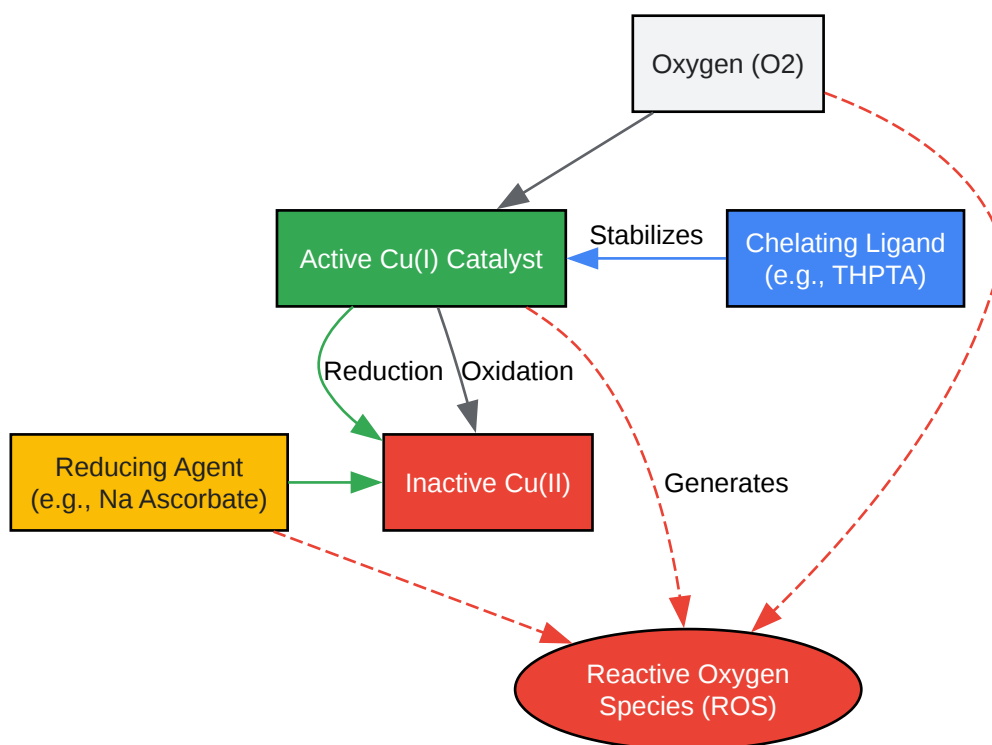 Oxygen (O2)
Active Cu(I) Catalyst
Stabilizes
Chelating Ligand
(e.g., THPTA)
Reduction
Oxidation
Reducing Agent
(e.g., Na Ascorbate)
Inactive Cu(II)
Generates
Reactive Oxygen
Species (ROS)